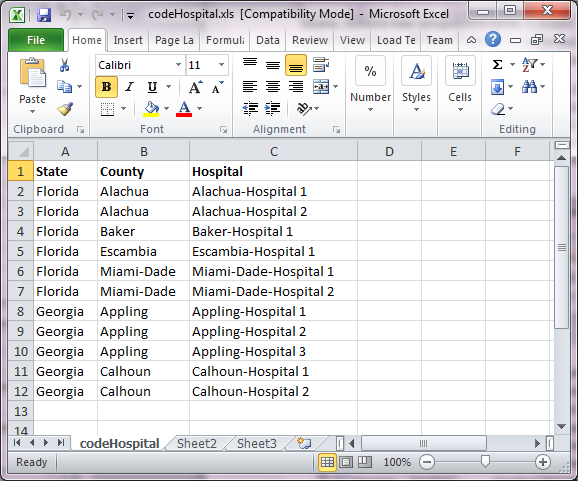 codeHospital.xls [Compatibility Mode] - Microsoft Excel
File Home Insert Page La Formula Data Review View Load Te Team
Paste Calibri 11 % Σ A Z
B I U A A Number Styles Cells
A
Clipboard Font Alignment Editing
A B C D E F
1 State County Hospital
2 Florida Alachua Alachua-Hospital 1
3 Florida Alachua Alachua-Hospital 2
4 Florida Baker Baker-Hospital 1
5 Florida Escambia Escambia-Hospital 1
6 Florida Miami-Dade Miami-Dade-Hospital 1
7 Florida Miami-Dade Miami-Dade-Hospital 2
8 Georgia Appling Appling-Hospital 1
9 Georgia Appling Appling-Hospital 2
10 Georgia Appling Appling-Hospital 3
11 Georgia Calhoun Calhoun-Hospital 1
12 Georgia Calhoun Calhoun-Hospital 2
13
14
codeHospital Sheet2 Sheet3
Ready 100%